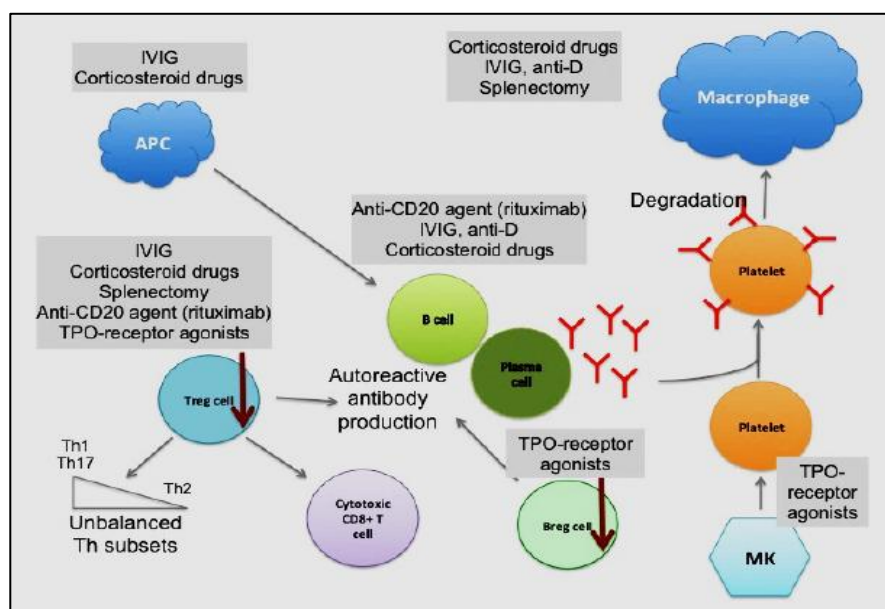 IVIG
Corticosteroid drugs
APC
Corticosteroid drugs
IVIG, anti-D
Splenectomy
Macrophage
Degradation
Platelet
Anti-CD20 agent (rituximab)
IVIG, anti-D
Corticosteroid drugs
B cell
Plasma
cell
IVIG
Corticosteroid drugs
Splenectomy
Anti-CD20 agent (rituximab)
TPO-receptor agonists
Treg cell
Autoreactive
antibody
production
Th1
Th17
Th2
Unbalanced
Th subsets
Cytotoxic
CD8+ T
cell
TPO-receptor
agonists
Breg cell
Platelet
TPO-
receptor
agonists
MK